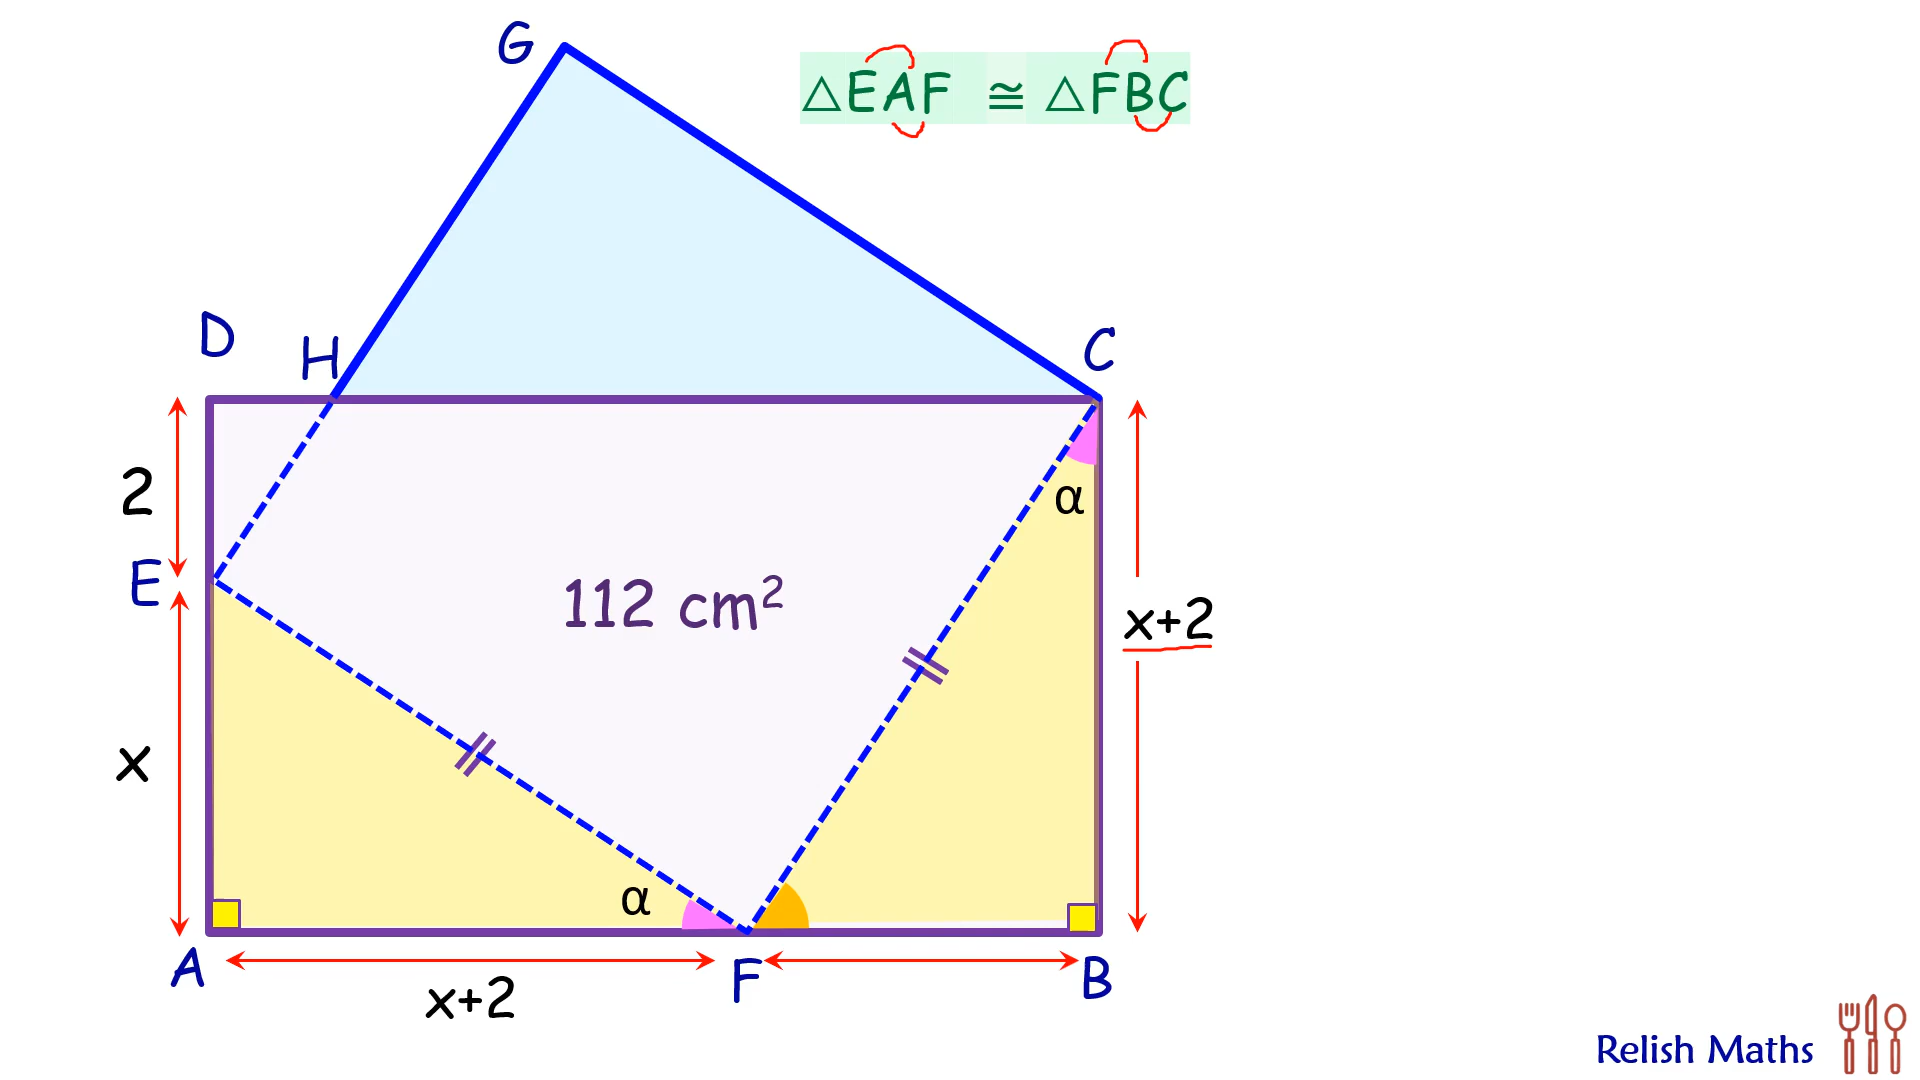 G
△EAF ≅ △FBC
D
H
C
2
α
E
112 cm²
x+2
x
α
A
F
B
x+2
Relish Maths